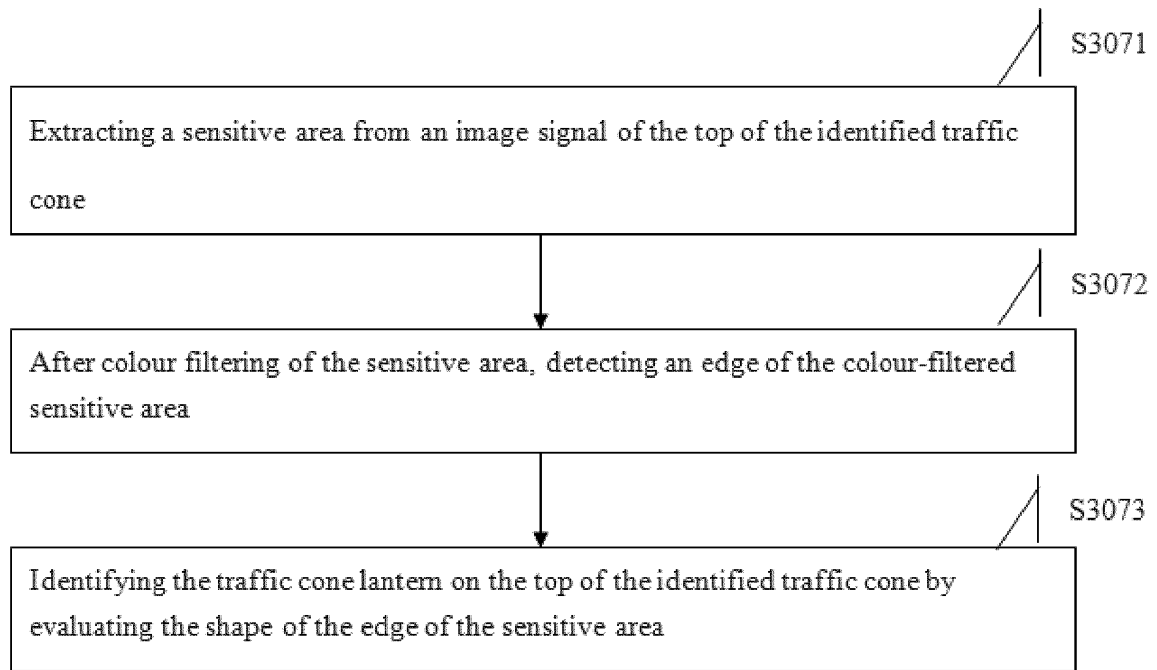 S3071
Extracting a sensitive area from an image signal of the top of the identified traffic
cone
S3072
After colour filtering of the sensitive area, detecting an edge of the colour-filtered
sensitive area
S3073
Identifying the traffic cone lantern on the top of the identified traffic cone by
evaluating the shape of the edge of the sensitive area